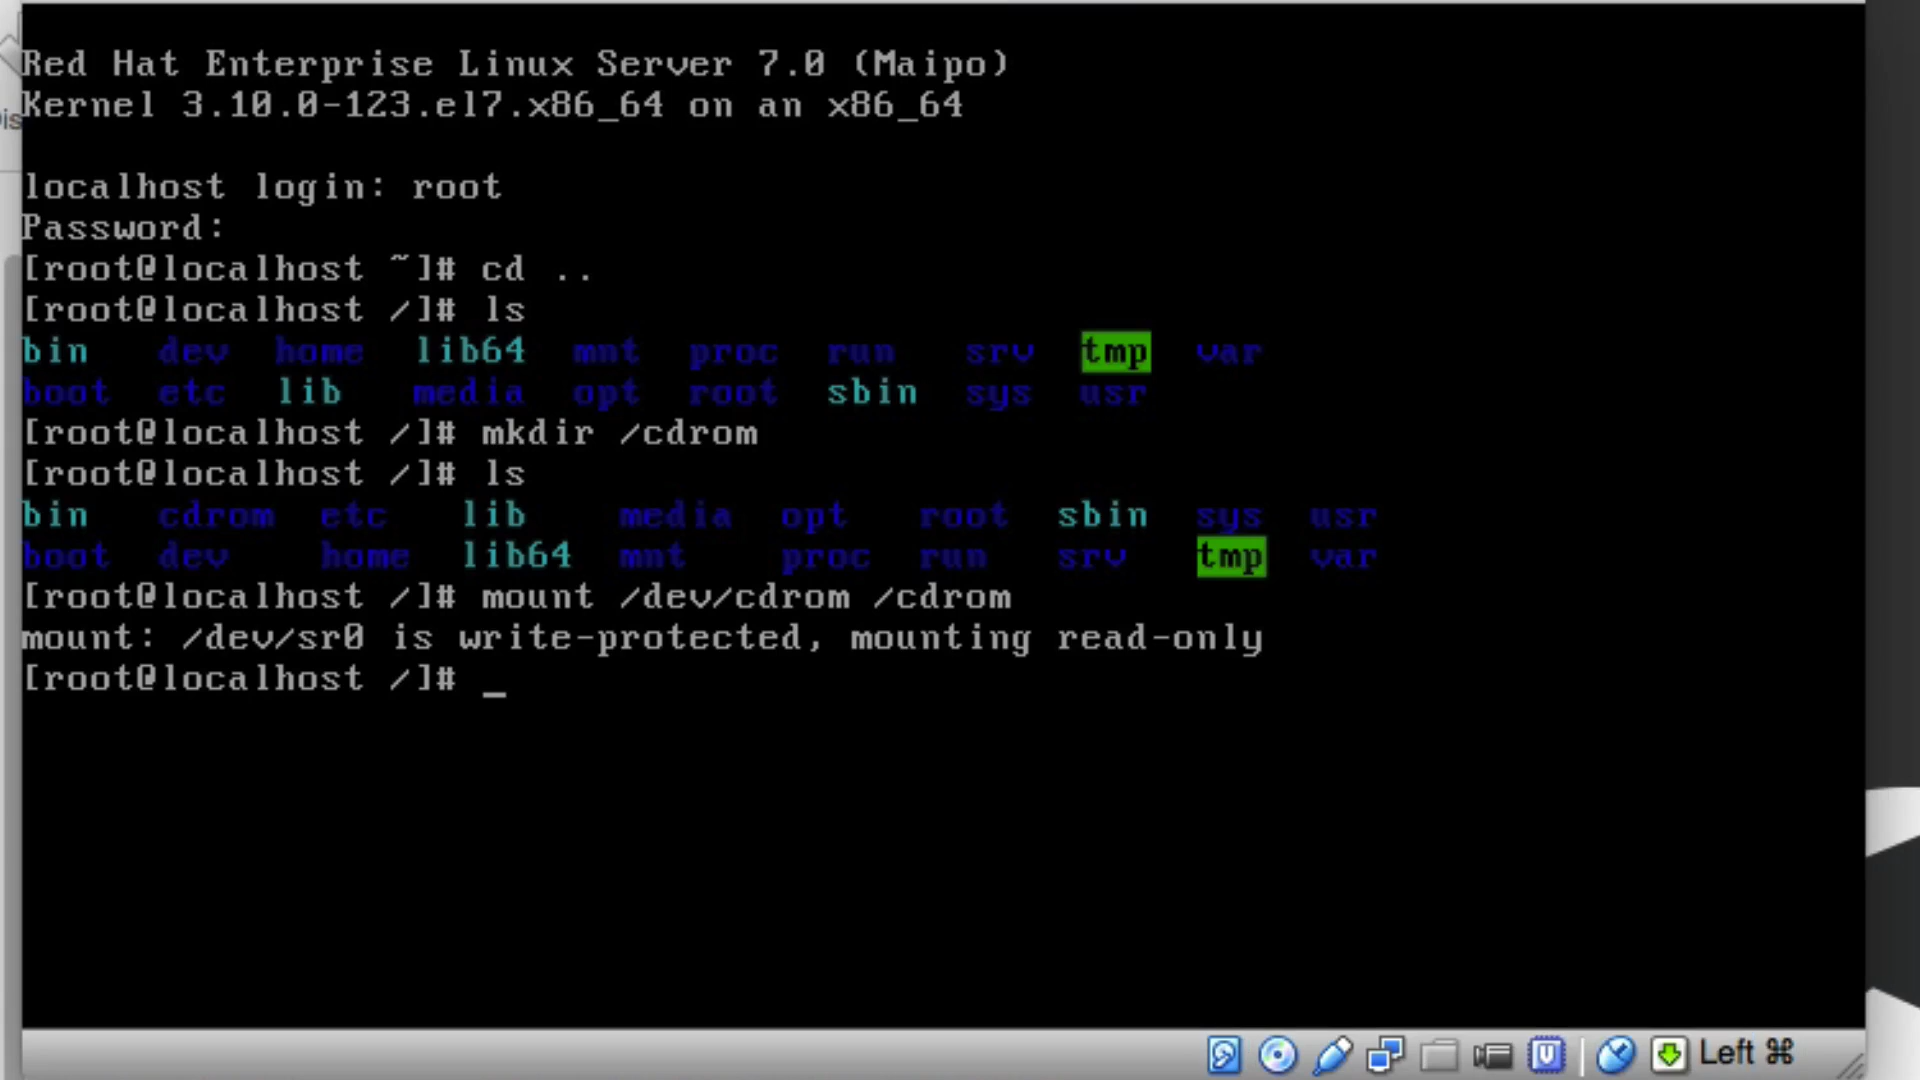 Red Hat Enterprise Linux Server 7.0 (Maipo)
Kernel 3.10.0-123.el7.x86_64 on an x86_64
localhost login: root
Password:
[root@localhost ~]# cd ..
[root@localhost /]# ls
bin dev home lib64 mnt proc run srv tmp var
boot etc lib media opt root sbin sys usr
[root@localhost /]# mkdir /cdrom
[root@localhost /]# ls
bin cdrom etc lib media opt root sbin sys usr
boot dev home lib64 mnt proc run srv tmp var
[root@localhost /]# mount /dev/cdrom /cdrom
mount: /dev/sr0 is write-protected, mounting read-only
[root@localhost /]# _
Left ⌘